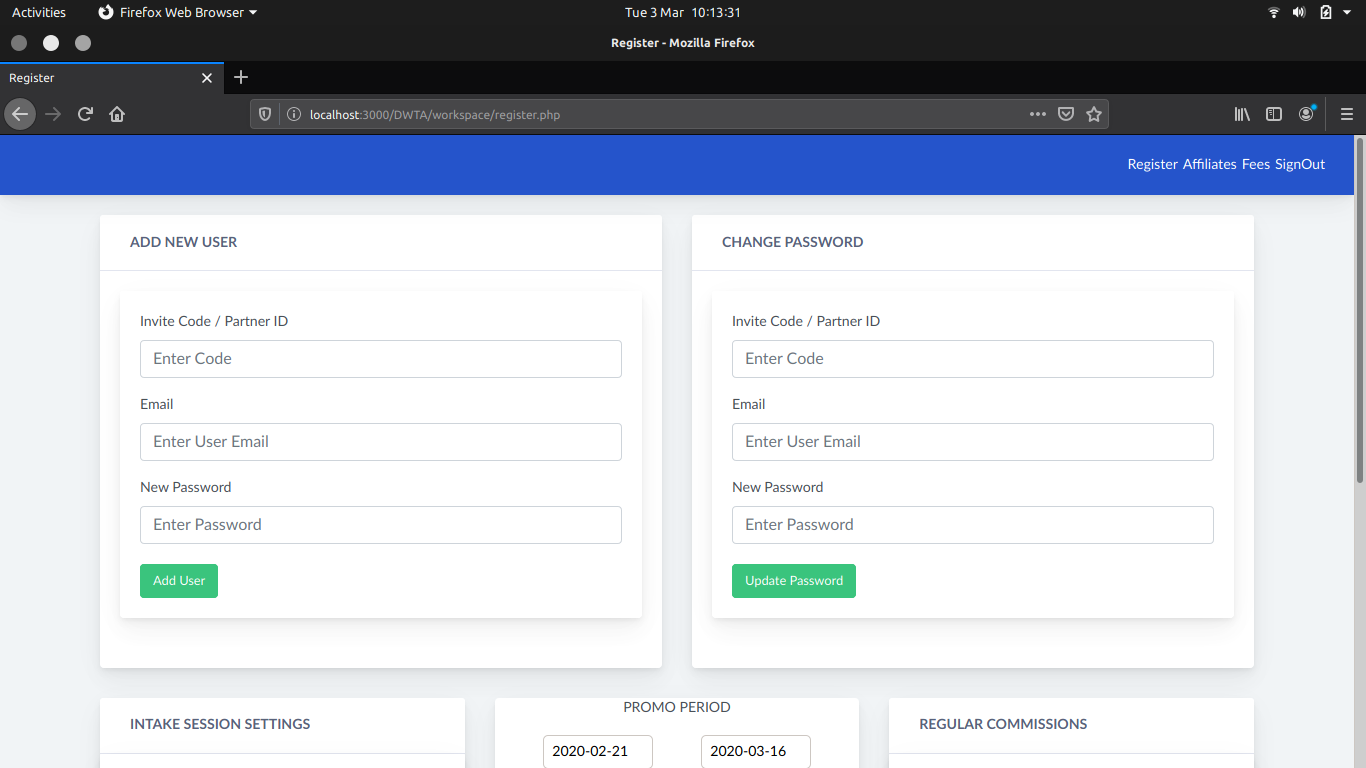 Activities Firefox Web Browser Tue 3 Mar 10:13:31
Register - Mozilla Firefox
Register
localhost:3000/DWTA/workspace/register.php
Register Affiliates Fees SignOut
ADD NEW USER
Invite Code / Partner ID
Enter Code
Email
Enter User Email
New Password
Enter Password
Add User
CHANGE PASSWORD
Invite Code / Partner ID
Enter Code
Email
Enter User Email
New Password
Enter Password
Update Password
INTAKE SESSION SETTINGS
PROMO PERIOD
2020-02-21 2020-03-16
REGULAR COMMISSIONS